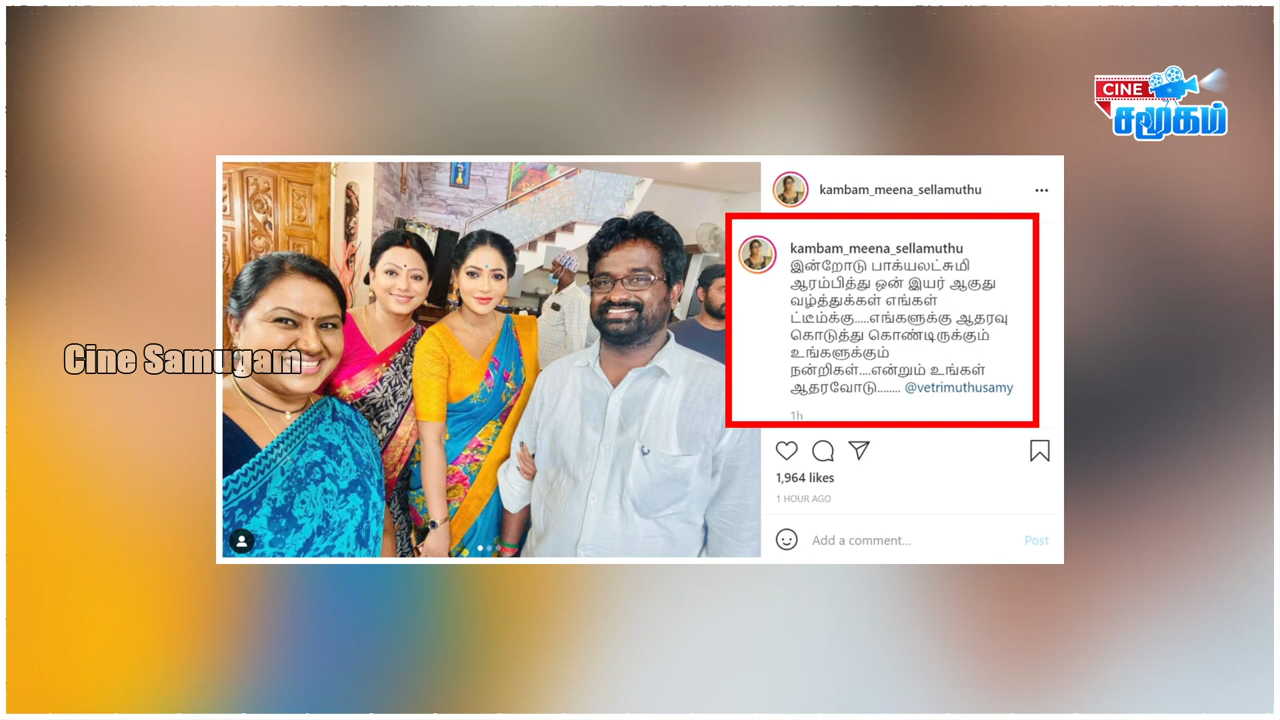 CINE
சமூகம்
kambam_meena_sellamuthu
kambam_meena_sellamuthu
இன்றோடு பாக்யலட்சுமி
ஆரம்பித்து ஒன் இயர் ஆகுது
வழ்த்துக்கள் எங்கள்
ட்டீம்க்கு.....எங்களுக்கு ஆதரவு
கொடுத்து கொண்டிருக்கும்
உங்களுக்கும்
நன்றிகள்....என்றும் உங்கள்
ஆதரவோடு........ @vetrimuthusamy
1h
Cine Samugam
1,964 likes
1 HOUR AGO
Add a comment...
Post